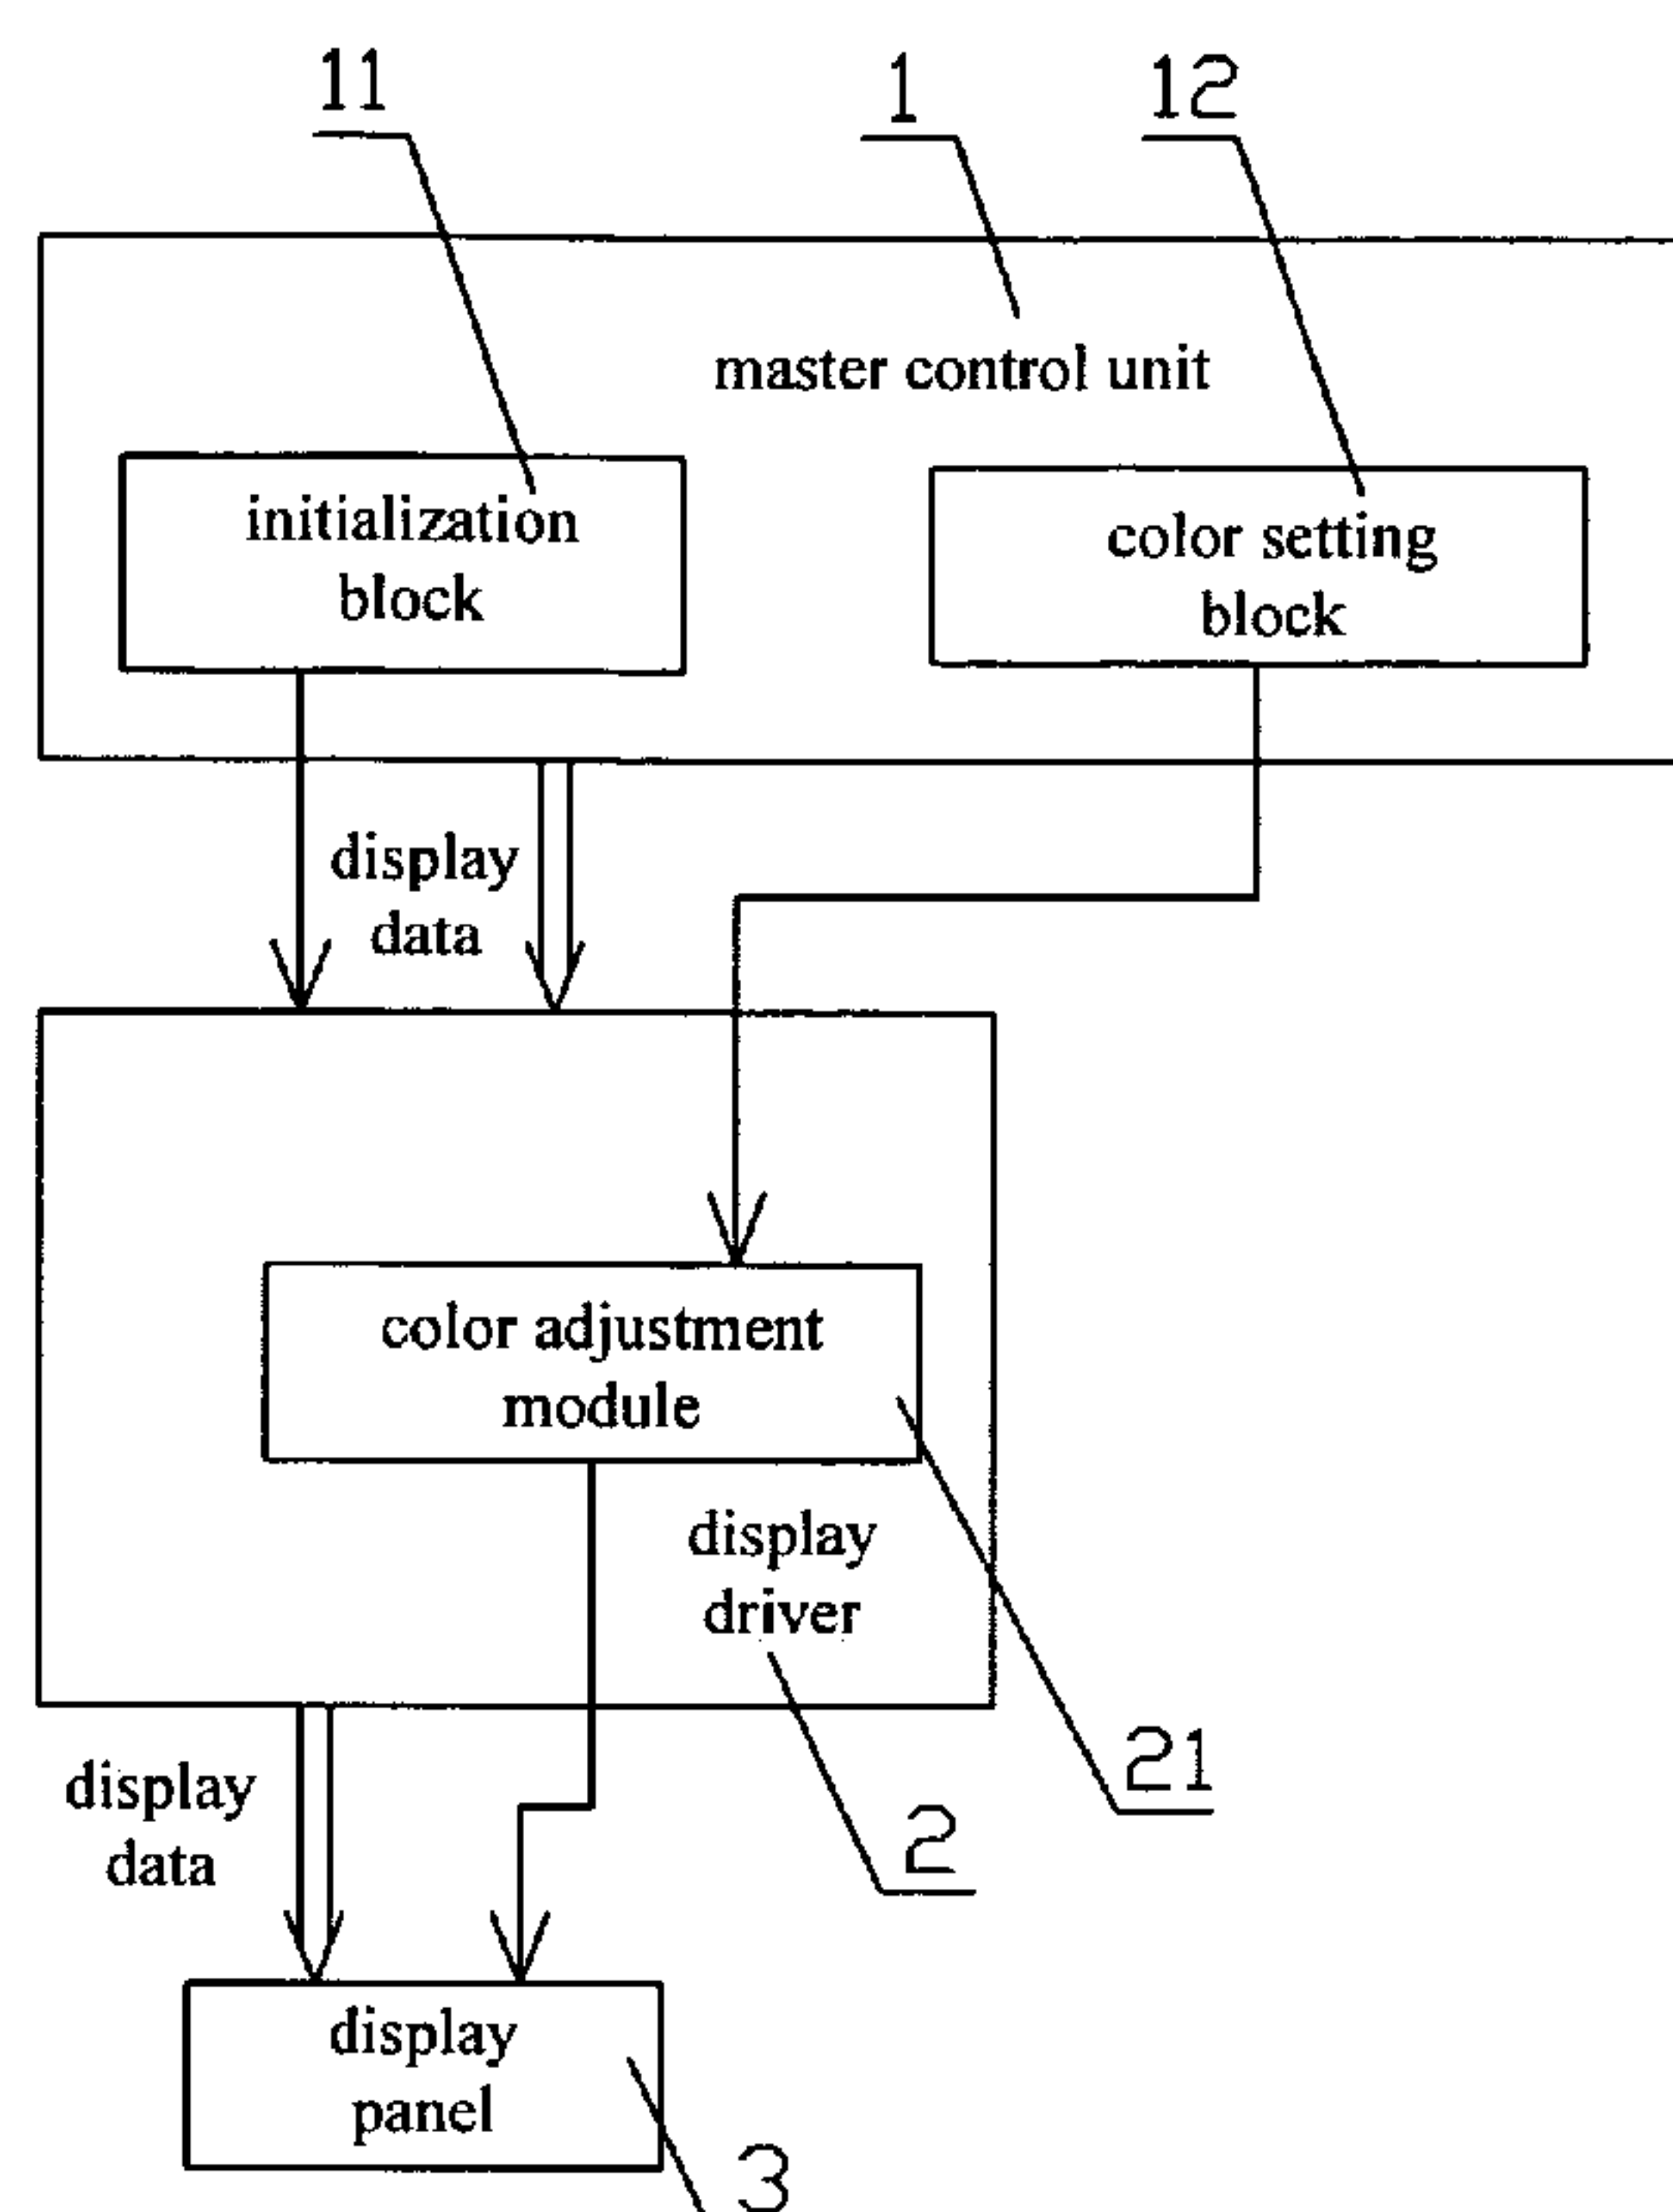 11
1
12
master control unit
initialization
block
color setting
block
display
data
color adjustment
module
display
driver
21
2
display
data
display
panel
3